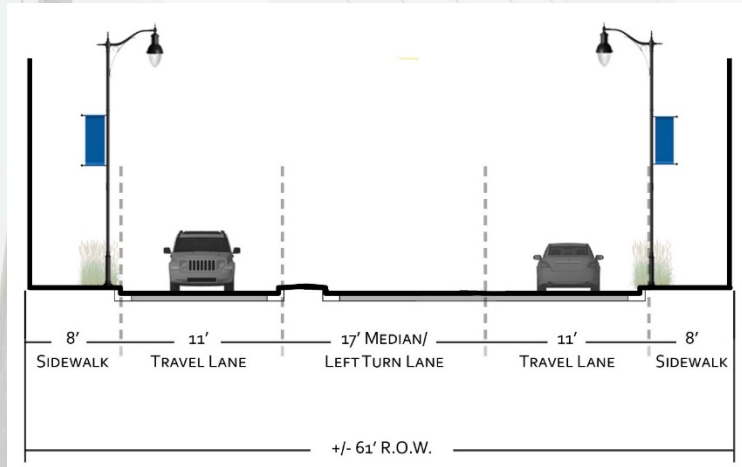 8’
SIDEWALK
11’
TRAVEL LANE
17’ MEDIAN/
LEFT TURN LANE
11’
TRAVEL LANE
8’
SIDEWALK
+/- 61’ R.O.W.